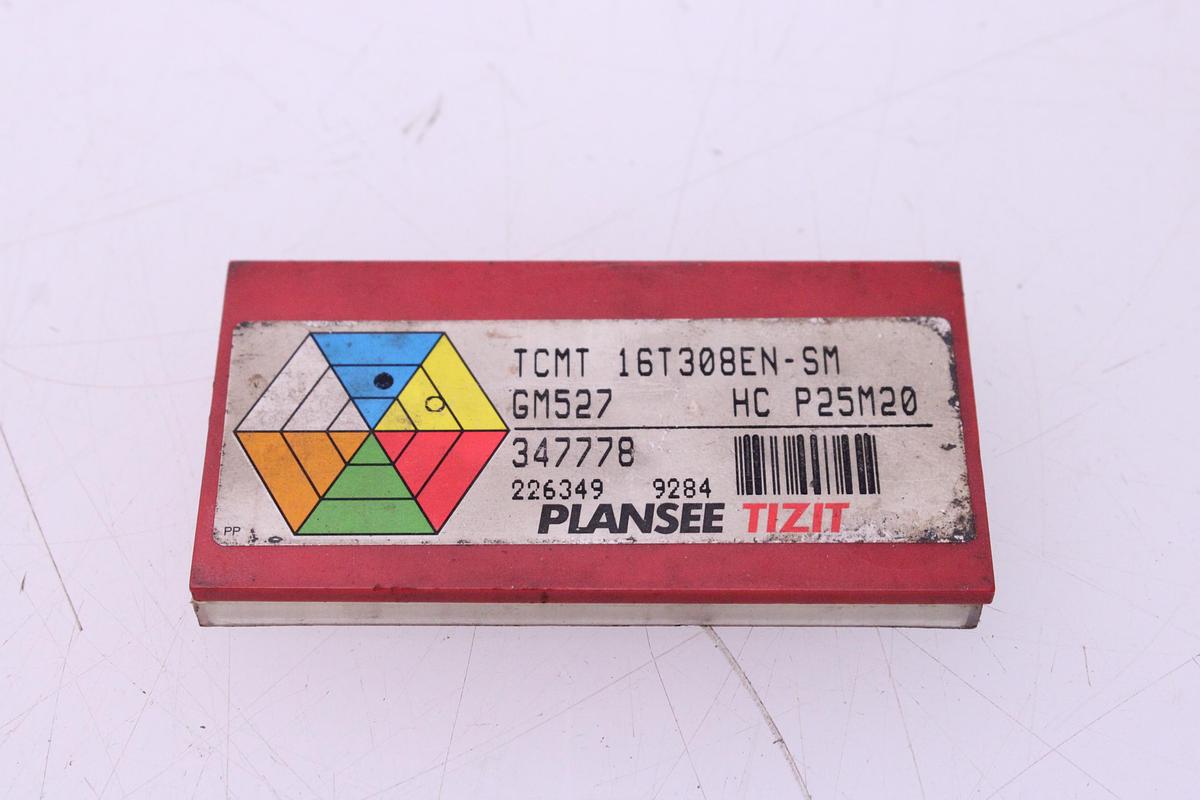 TCMT 16T308EN-SM
GM527 HC P25M20
347778
226349 9284
PLANSEE TIZIT
PP